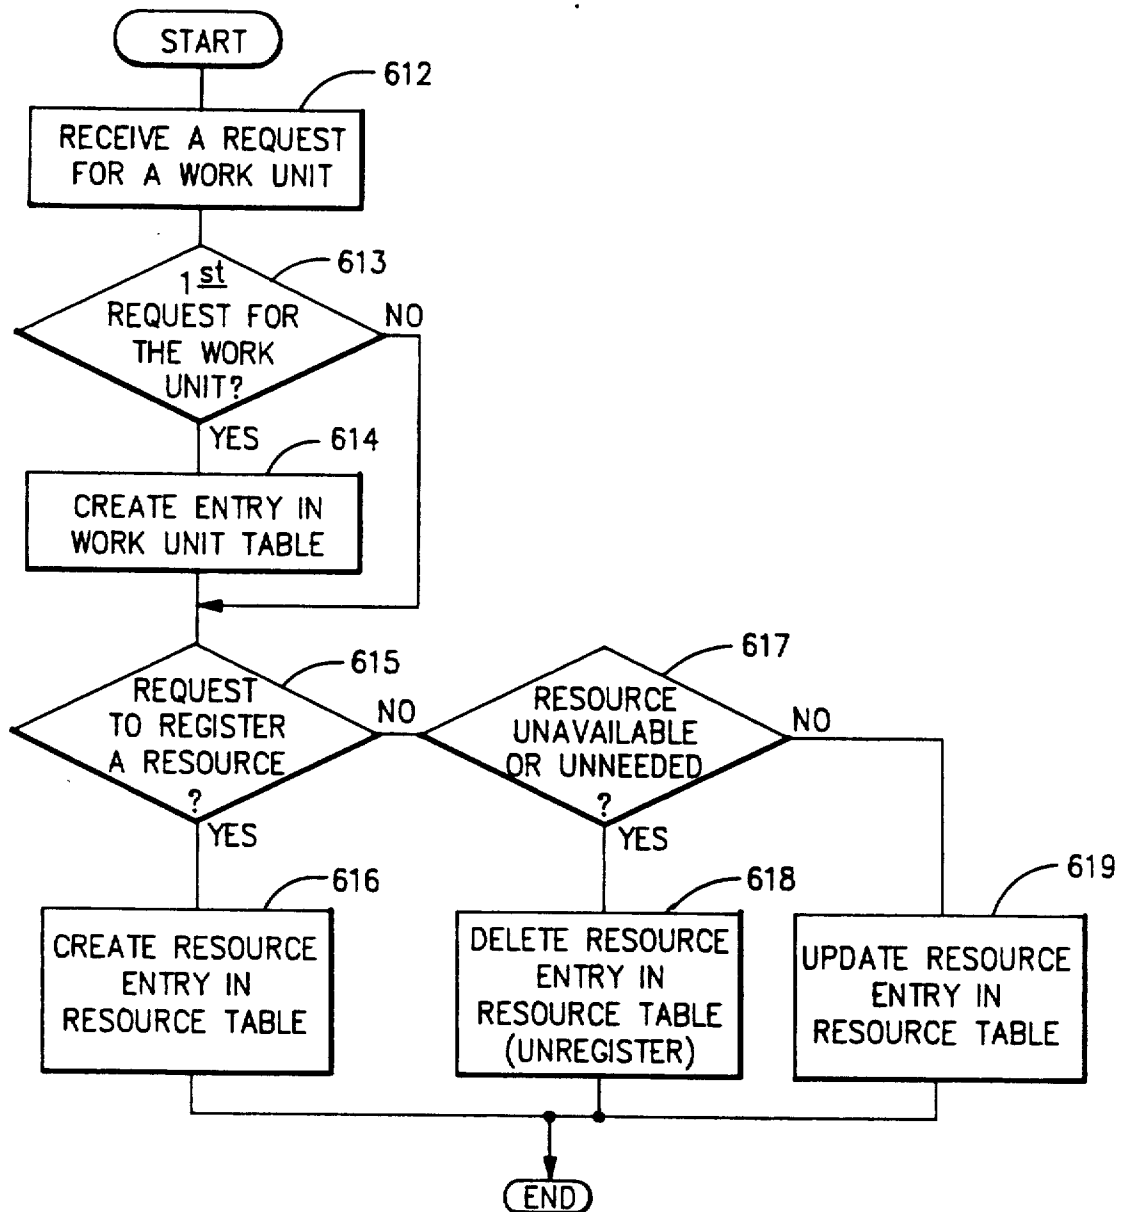 START
612
RECEIVE A REQUEST
FOR A WORK UNIT
613
1st
REQUEST FOR
THE WORK
UNIT?
NO
YES
614
CREATE ENTRY IN
WORK UNIT TABLE
615
REQUEST
TO REGISTER
A RESOURCE
?
NO
YES
617
RESOURCE
UNAVAILABLE
OR UNNEEDED
?
NO
YES
616
CREATE RESOURCE
ENTRY IN
RESOURCE TABLE
618
DELETE RESOURCE
ENTRY IN
RESOURCE TABLE
(UNREGISTER)
619
UPDATE RESOURCE
ENTRY IN
RESOURCE TABLE
END